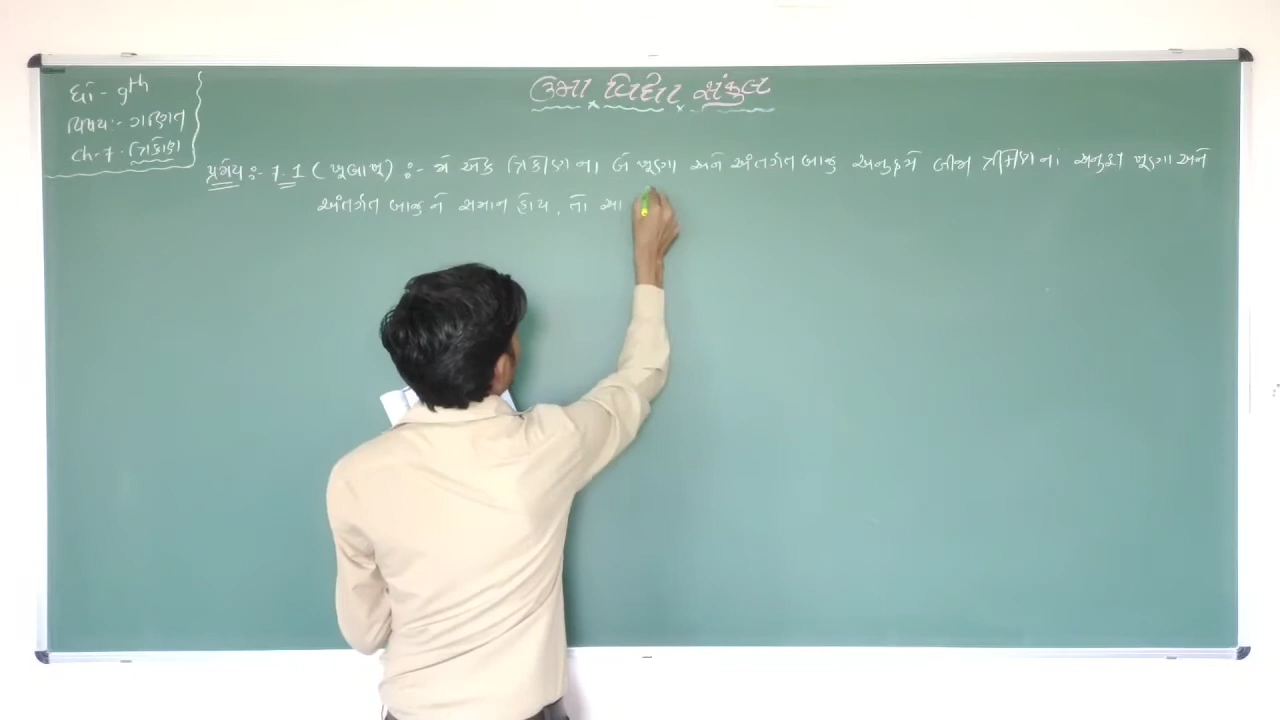 ધો - 9th
વિષય:- ગણિત
ch-7. ત્રિકોણ
ઉમા વિદ્યા સંકુલ
પ્રમેય:- 7.1 ( ખૂબાખૂ ) :- જો એક ત્રિકોણના બે ખૂણા અને અંતર્ગત બાજુ અનુક્રમે બીજા ત્રિકોણનાં અનુરૂપ ખૂણા અને
અંતર્ગત બાજુ ને સમાન હોય, તો આ